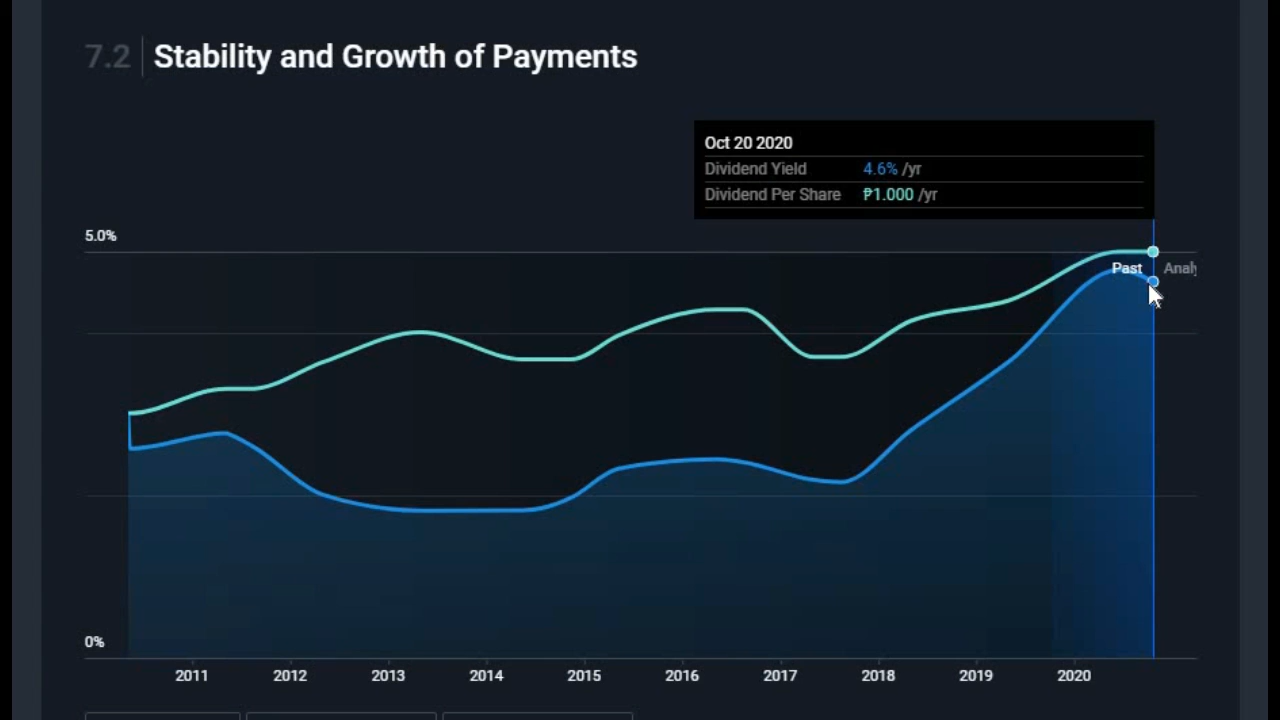 7.2 Stability and Growth of Payments
Oct 20 2020
Dividend Yield 4.6% /yr
Dividend Per Share ₱1.000 /yr
5.0%
Past Analy
0%
2011 2012 2013 2014 2015 2016 2017 2018 2019 2020